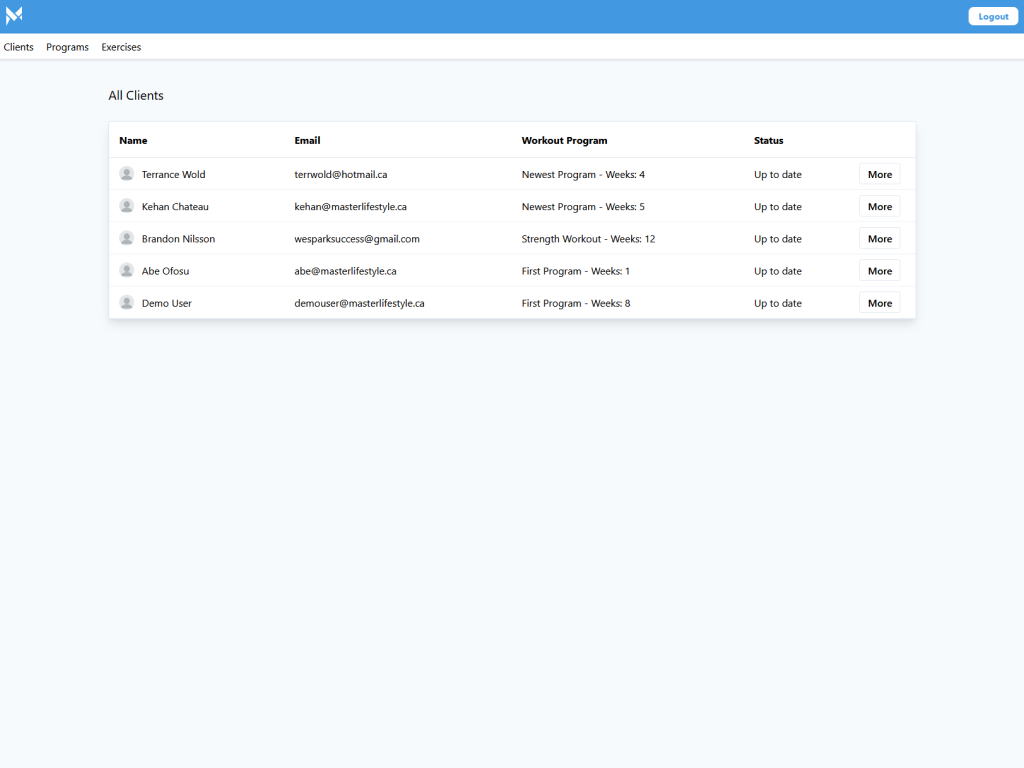 Logout
Clients Programs Exercises
All Clients
Name Email Workout Program Status
Terrance Wold terrwold@hotmail.ca Newest Program - Weeks: 4 Up to date More
Kehan Chateau kehan@masterlifestyle.ca Newest Program - Weeks: 5 Up to date More
Brandon Nilsson wesparksuccess@gmail.com Strength Workout - Weeks: 12 Up to date More
Abe Ofosu abe@masterlifestyle.ca First Program - Weeks: 1 Up to date More
Demo User demouser@masterlifestyle.ca First Program - Weeks: 8 Up to date More